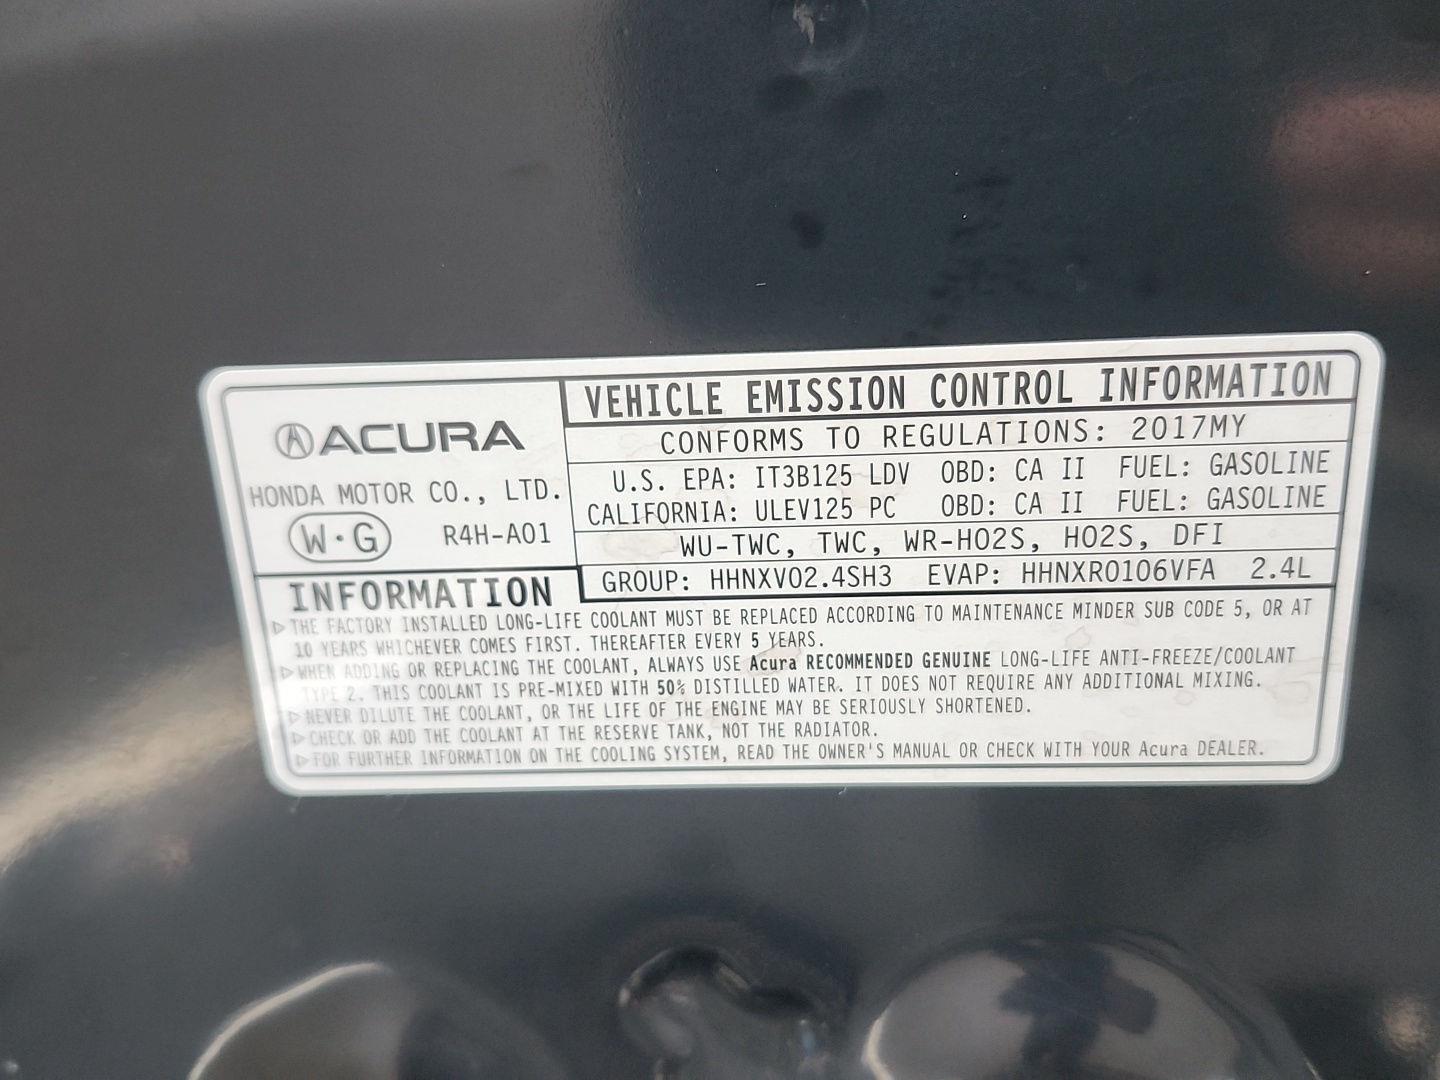 ACURA
HONDA MOTOR CO., LTD.
W·G R4H-A01
VEHICLE EMISSION CONTROL INFORMATION
CONFORMS TO REGULATIONS: 2017MY
U.S. EPA: IT3B125 LDV OBD: CA II FUEL: GASOLINE
CALIFORNIA: ULEV125 PC OBD: CA II FUEL: GASOLINE
WU-TWC, TWC, WR-HO2S, HO2S, DFI
GROUP: HHNXV02.4SH3 EVAP: HHNXR0106VFA 2.4L
INFORMATION
▷THE FACTORY INSTALLED LONG-LIFE COOLANT MUST BE REPLACED ACCORDING TO MAINTENANCE MINDER SUB CODE 5, OR AT
10 YEARS WHICHEVER COMES FIRST. THEREAFTER EVERY 5 YEARS.
▷WHEN ADDING OR REPLACING THE COOLANT, ALWAYS USE Acura RECOMMENDED GENUINE LONG-LIFE ANTI-FREEZE/COOLANT
TYPE 2. THIS COOLANT IS PRE-MIXED WITH 50% DISTILLED WATER. IT DOES NOT REQUIRE ANY ADDITIONAL MIXING.
▷NEVER DILUTE THE COOLANT, OR THE LIFE OF THE ENGINE MAY BE SERIOUSLY SHORTENED.
▷CHECK OR ADD THE COOLANT AT THE RESERVE TANK, NOT THE RADIATOR.
▷FOR FURTHER INFORMATION ON THE COOLING SYSTEM, READ THE OWNER'S MANUAL OR CHECK WITH YOUR Acura DEALER.